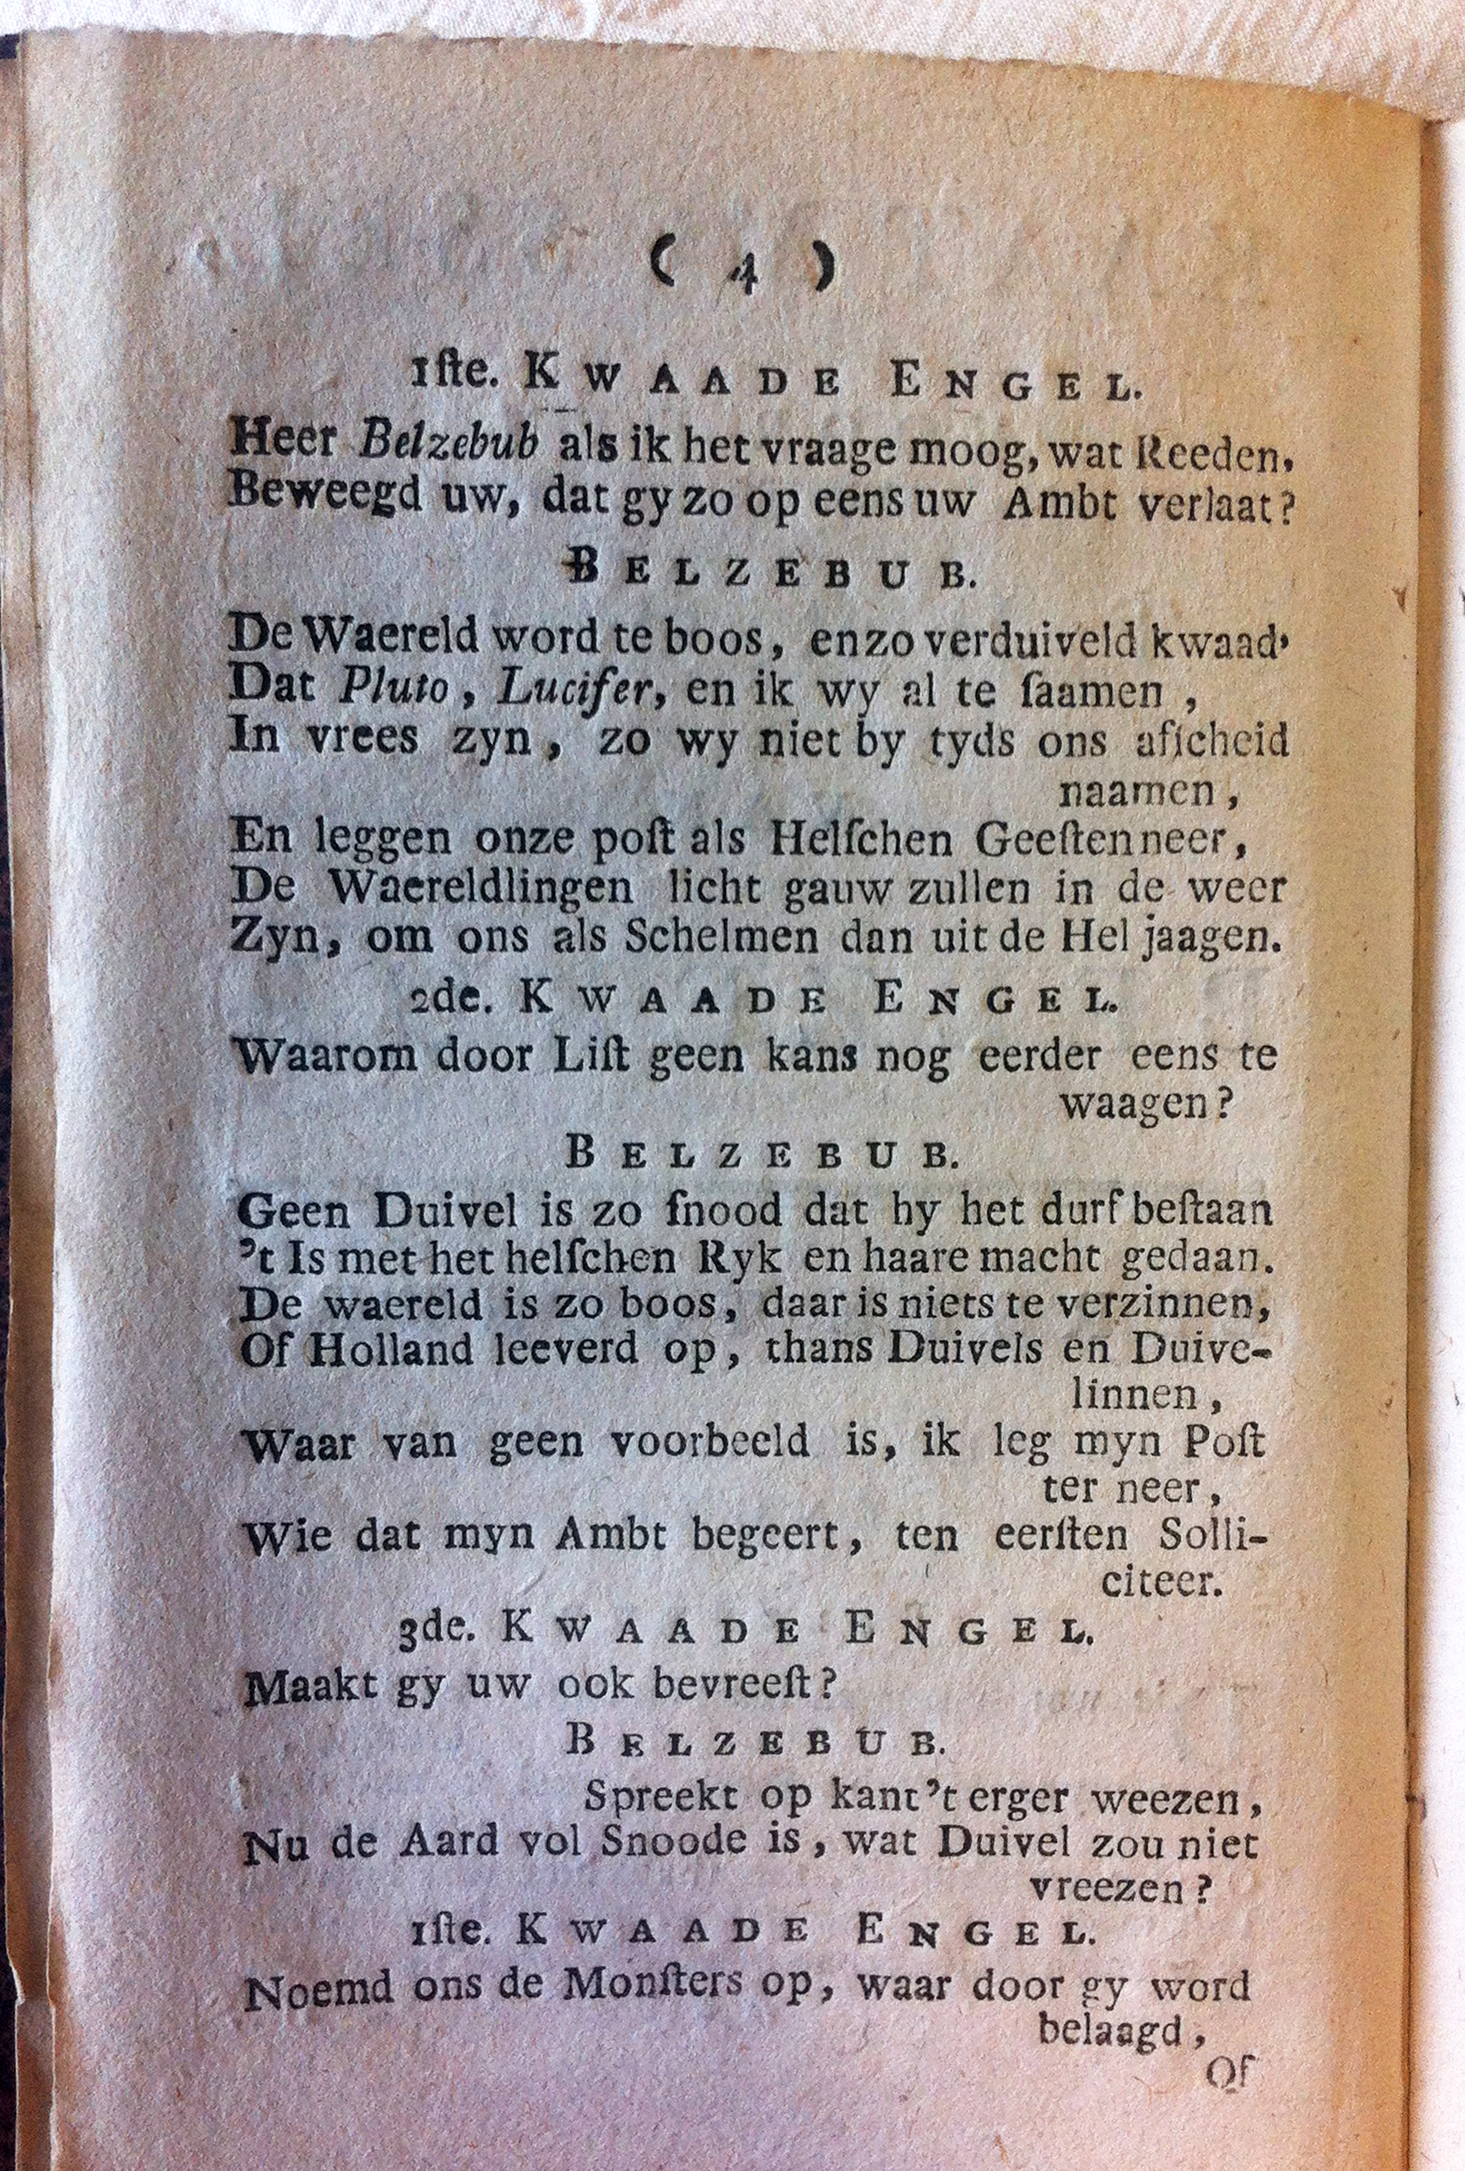 ( 4 )
1ſte. KWAADE ENGEL.
Heer Belzebub als ik het vraage moog, wat Reeden,
Beweegd uw, dat gy zo op eens uw Ambt verlaat?
BELZEBUB.
De Waereld word te boos, en zo verduiveld kwaad,
Dat Pluto, Lucifer, en ik wy al te ſaamen,
In vrees zyn, zo wy niet by tyds ons afſcheid
naamen,
En leggen onze poſt als Helſchen Geeſten neer,
De Waereldlingen licht gauw zullen in de weer
Zyn, om ons als Schelmen dan uit de Hel jaagen.
2de. KWAADE ENGEL.
Waarom door Liſt geen kans nog eerder eens te
waagen?
BELZEBUB.
Geen Duivel is zo ſnood dat hy het durf beſtaan
't Is met het helſchen Ryk en haare macht gedaan.
De waereld is zo boos, daar is niets te verzinnen,
Of Holland leeverd op, thans Duivels en Duive-
linnen,
Waar van geen voorbeeld is, ik leg myn Poſt
ter neer,
Wie dat myn Ambt begeert, ten eerſten Solli-
citeer.
3de. KWAADE ENGEL.
Maakt gy uw ook bevreeſt?
BELZEBUB.
Spreekt op kant 't erger weezen,
Nu de Aard vol Snoode is, wat Duivel zou niet
vreezen?
1ſte. KWAADE ENGEL.
Noemd ons de Monſters op, waar door gy word
belaagd,
Of